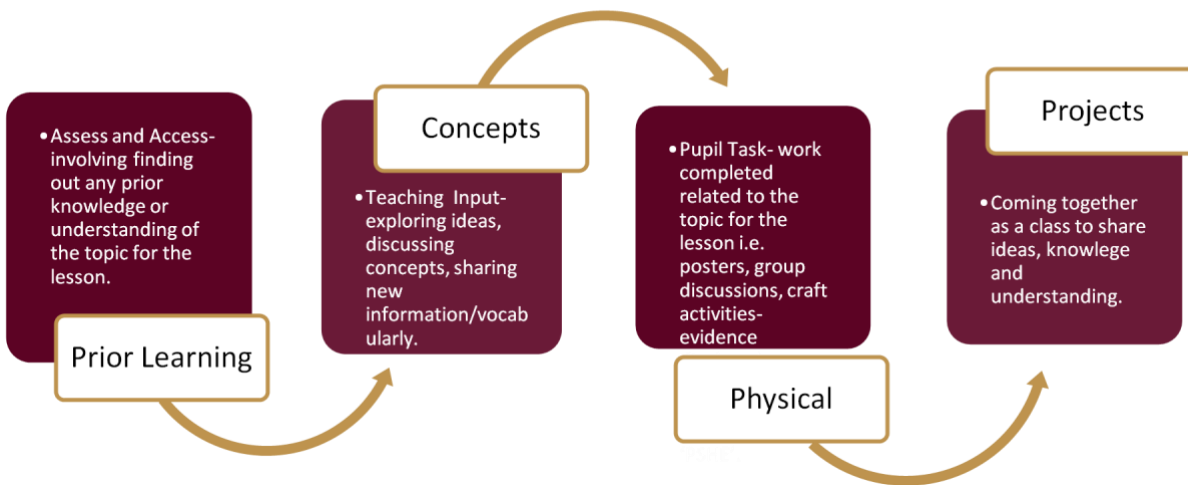 •Assess and Access-
involving finding
out any prior
knowledge or
understanding of
the topic for the
lesson.
Prior Learning
Concepts
•Teaching Input-
exploring ideas,
discussing
concepts, sharing
new
information/vocab
ularly.
•Pupil Task- work
completed
related to the
topic for the
lesson i.e.
posters, group
discussions, craft
activities-
evidence
Physical
Projects
•Coming together
as a class to share
ideas, knowlege
and
understanding.